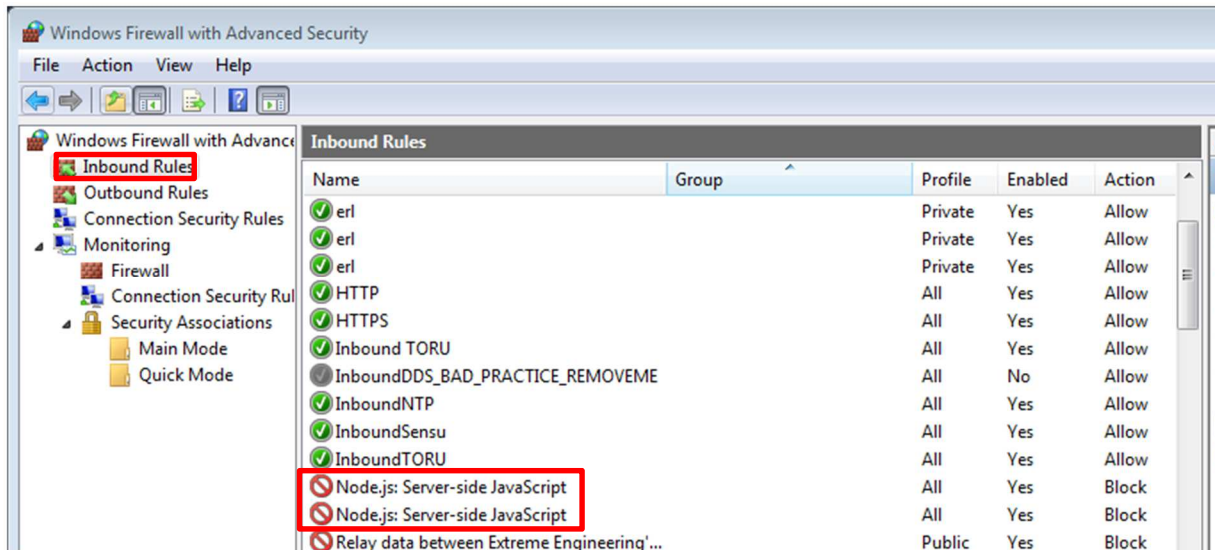 Windows Firewall with Advanced Security
File Action View Help
Windows Firewall with Advance
Inbound Rules
Outbound Rules
Connection Security Rules
Monitoring
Firewall
Connection Security Rul
Security Associations
Main Mode
Quick Mode
Inbound Rules
Name Group Profile Enabled Action
erl Private Yes Allow
erl Private Yes Allow
erl Private Yes Allow
HTTP All Yes Allow
HTTPS All Yes Allow
Inbound TORU All Yes Allow
InboundDDS_BAD_PRACTICE_REMOVEME All No Allow
InboundNTP All Yes Allow
InboundSensu All Yes Allow
InboundTORU All Yes Allow
Node.js: Server-side JavaScript All Yes Block
Node.js: Server-side JavaScript All Yes Block
Relay data between Extreme Engineering'... Public Yes Block